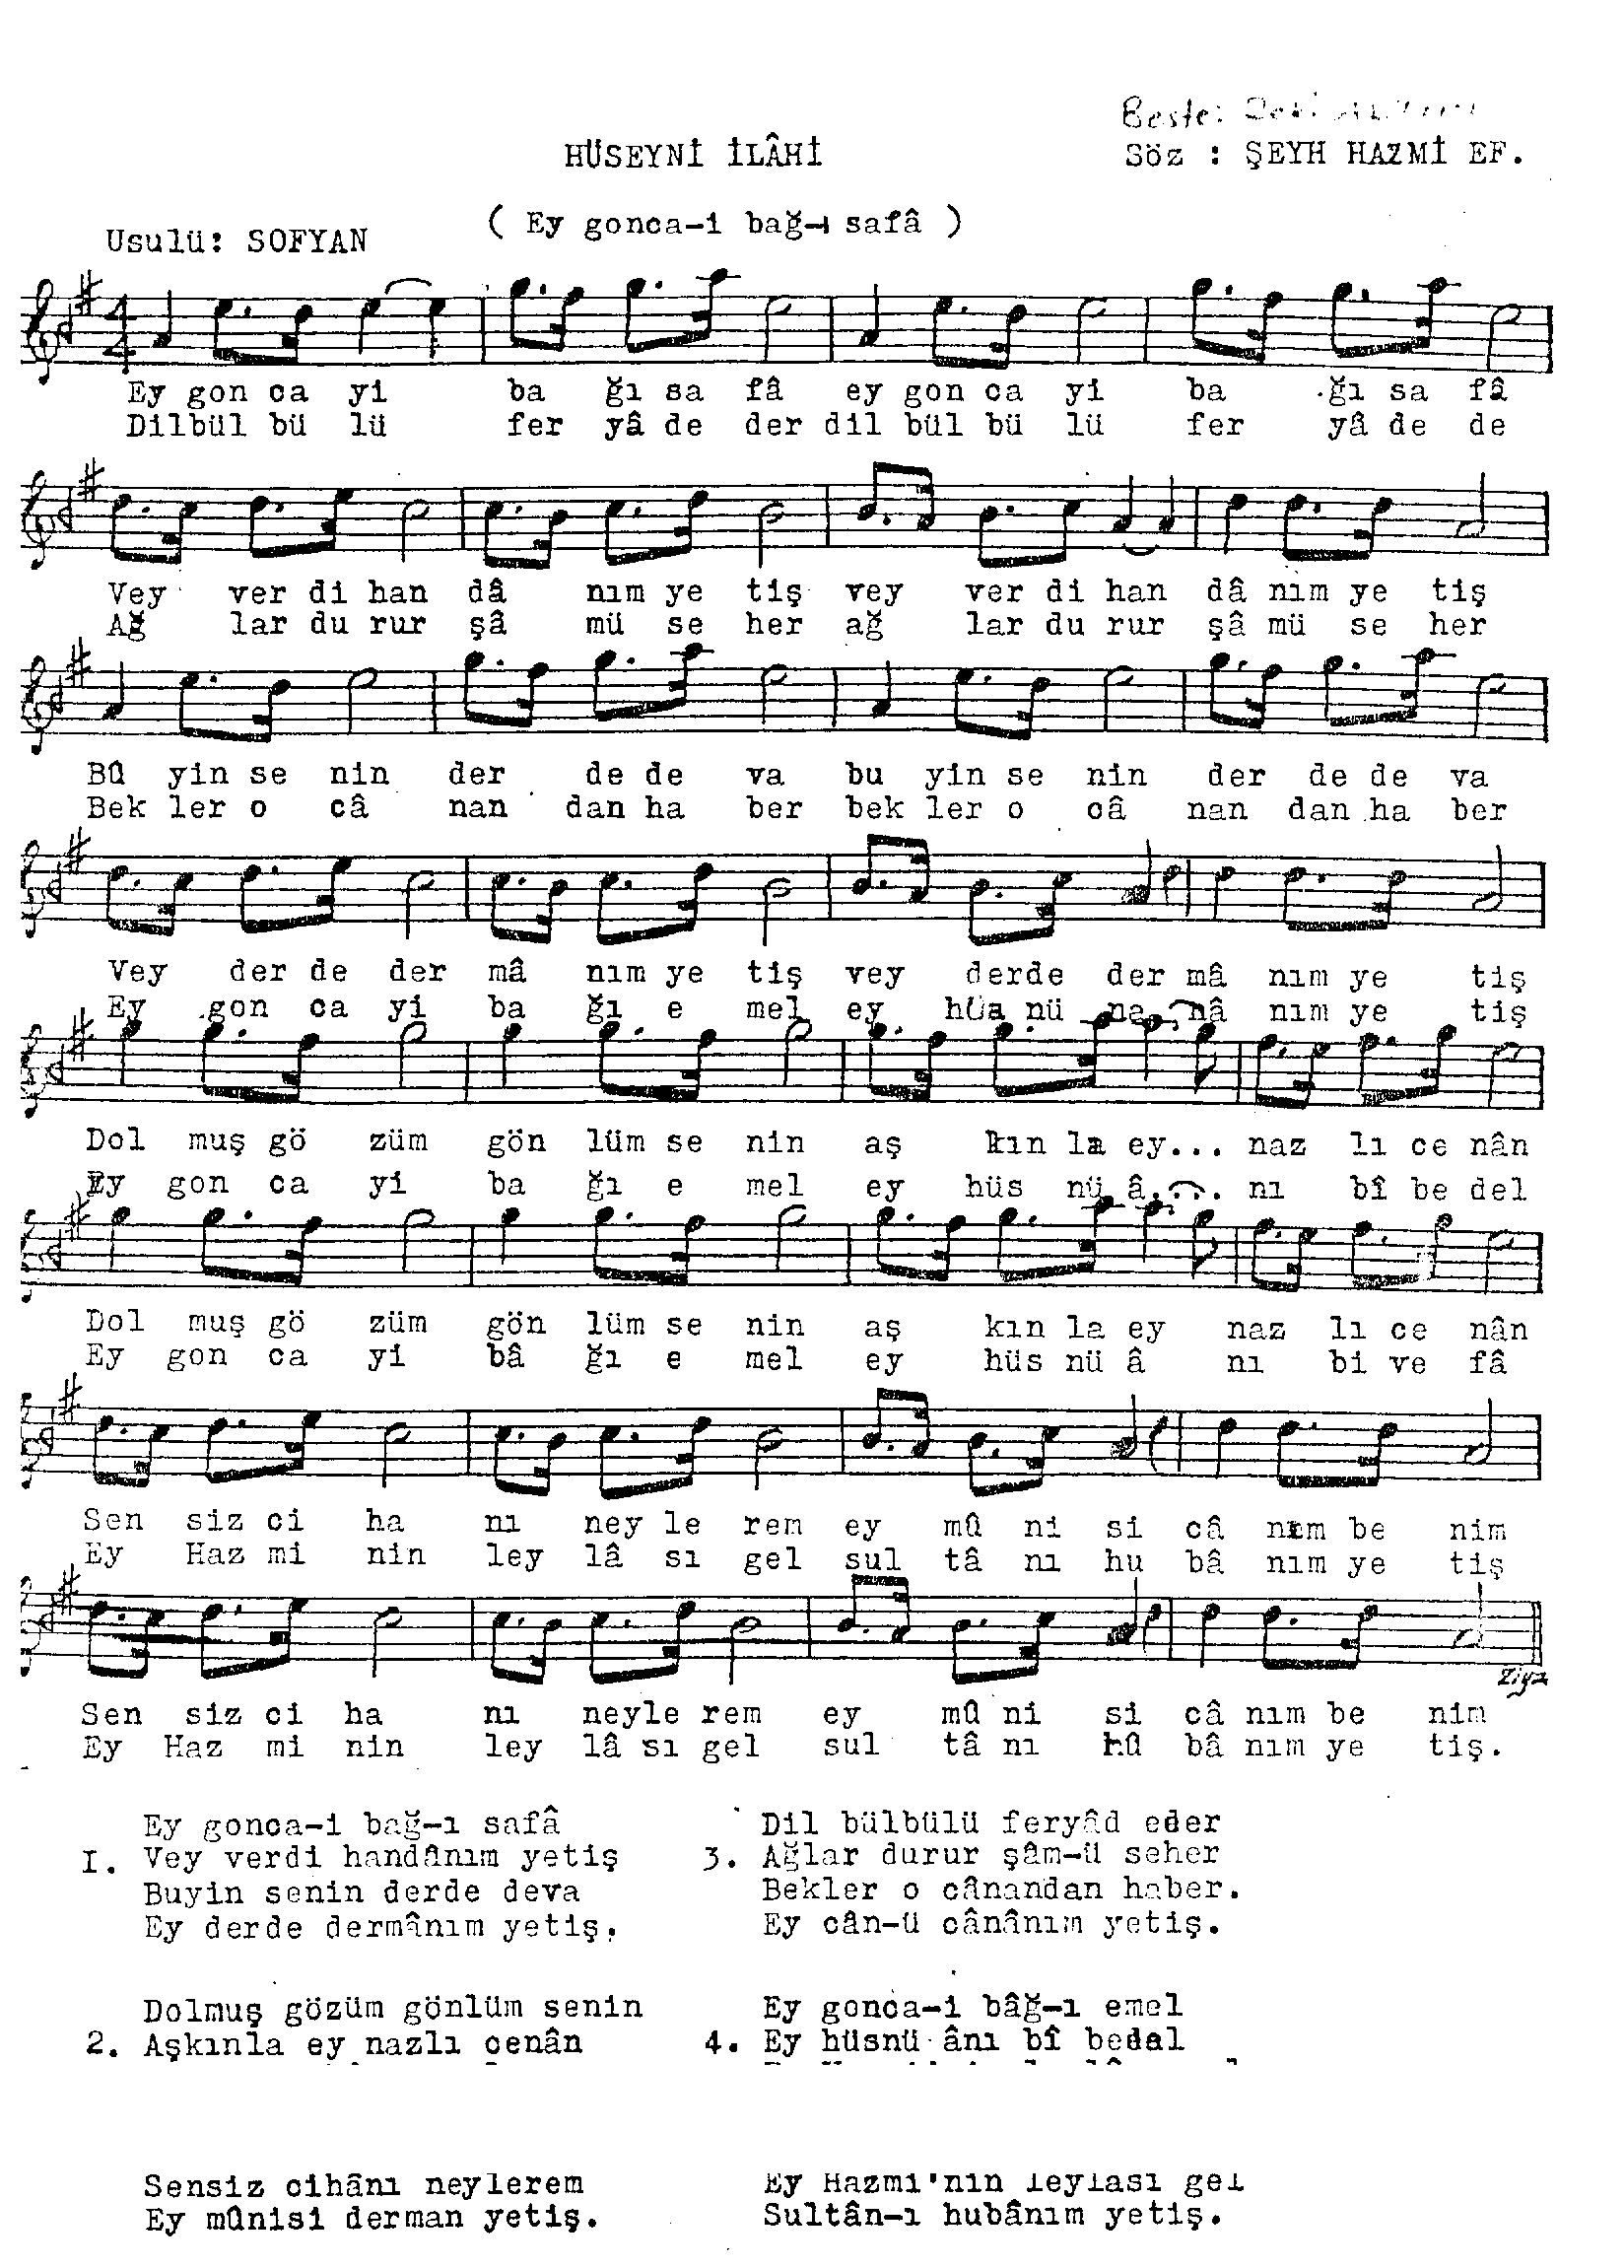 Beste:
HÜSEYNİ İLÂHİ
Söz : ŞEYH HAZMİ EF.
( Ey gonca-i bağ-ı safâ )
Usulü: SOFYAN
4
4
Ey gon ca yi ba ğı sa fâ ey gon ca yi ba ğı sa fâ
Dilbül bü lü fer yâ de der dil bül bü lü fer yâ de de
Vey ver di han dâ nım ye tiş vey ver di han dâ nım ye tiş
Ağ lar du rur şâ mü se her ağ lar du rur şâ mü se her
Bû yin se nin der de de va bu yin se nin der de de va
Bek ler o câ nan dan ha ber bek ler o câ nan dan ha ber
Vey der de der mâ nım ye tiş vey derde der mâ nım ye tiş
Ey gon ca yi ba ğı e mel ey nü nım ye tiş
Dol muş gö züm gön lüm se nin aş kın la ey... naz lı ce nân
Ey gon ca yi ba ğı e mel ey hüs nü â.... nı bî be del
Dol muş gö züm gön lüm se nin aş kın la ey naz lı ce nân
Ey gon ca yi bâ ğı e mel ey hüs nü â nı bi ve fâ
Sen siz ci ha nı ney le rem ey mû ni si câ nım be nim
Ey Haz mi nin ley lâ sı gel sul tâ nı hu bâ nım ye tiş
Ziya
Sen siz ci ha nı neyle rem ey mû ni si câ nım be nim
Ey Haz mi nin ley lâ sı gel sul tâ nı hû bâ nım ye tiş.
Ey gonca-i bağ-ı safâ
I. Vey verdi handânım yetiş
Buyin senin derde deva
Ey derde dermânım yetiş.
Dolmuş gözüm gönlüm senin
2. Aşkınla ey nazlı cenân
Sensiz cihânı neylerem
Ey mûnisi derman yetiş.
Dil bülbülü feryâd eder
3. Ağlar durur şâm-ü seher
Bekler o cânandan haber.
Ey cân-ü cânânım yetiş.
Ey gonca-i bâğ-ı emel
4. Ey hüsnü ânı bî bedal
Ey Hazmi'nin leylası gel
Sultân-ı hubânım yetiş.